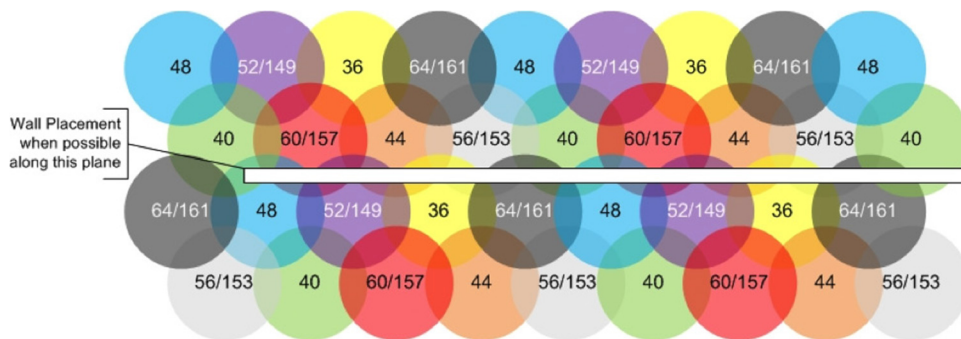 48 52/149 36 64/161 48 52/149 36 64/161 48
Wall Placement
when possible
along this plane
40 60/157 44 56/153 40 60/157 44 56/153 40
64/161 48 52/149 36 64/161 48 52/149 36 64/161
56/153 40 60/157 44 56/153 40 60/157 44 56/153